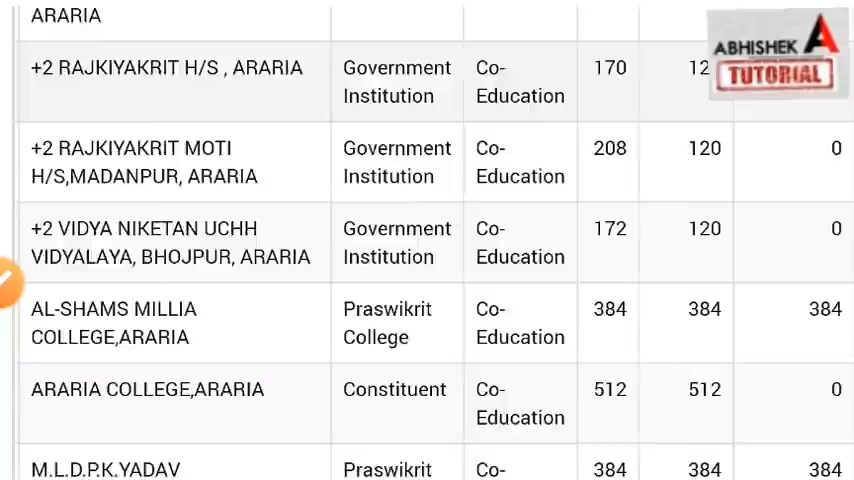 ARARIA
+2 RAJKIYAKRIT H/S , ARARIA
Government
Institution
Co-
Education
170
ABHISHEK A
TUTORIAL
+2 RAJKIYAKRIT MOTI
H/S,MADANPUR, ARARIA
Government
Institution
Co-
Education
208
120
0
+2 VIDYA NIKETAN UCHH
VIDYALAYA, BHOJPUR, ARARIA
Government
Institution
Co-
Education
172
120
0
AL-SHAMS MILLIA
COLLEGE,ARARIA
Praswikrit
College
Co-
Education
384
384
384
ARARIA COLLEGE,ARARIA
Constituent
Co-
Education
512
512
0
M.L.D.P.K.YADAV
Praswikrit
Co-
384
384
384